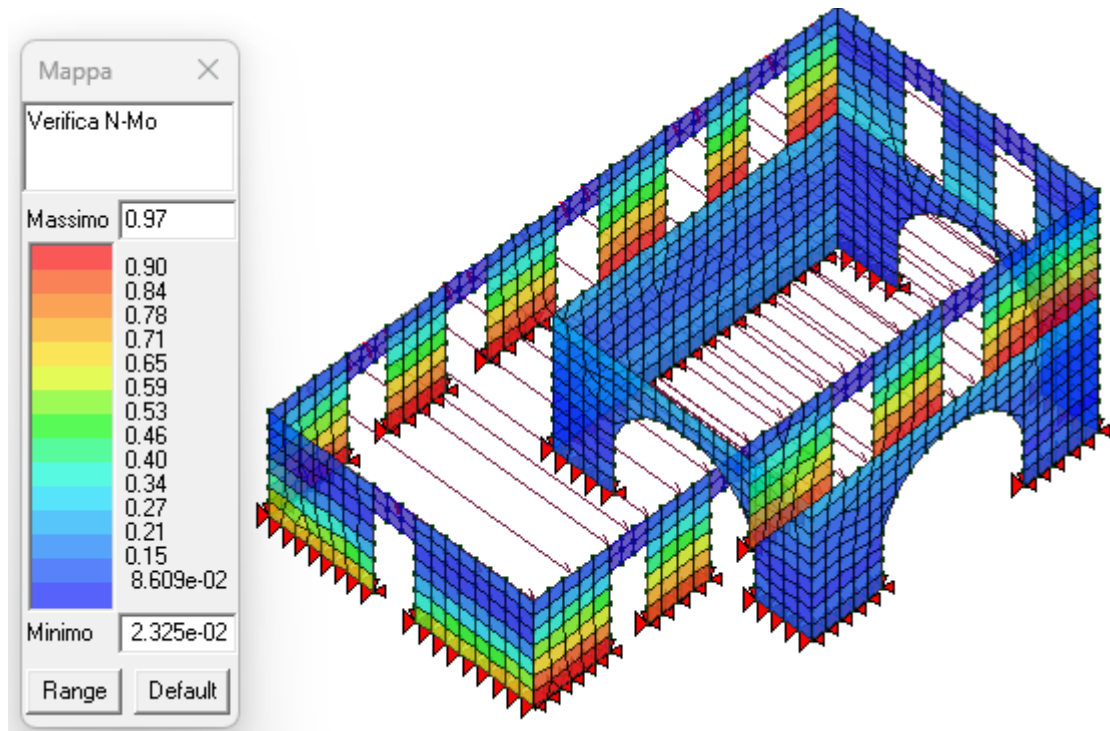 Mappa
Verifica N-Mo
Massimo 0.97
0.90
0.84
0.78
0.71
0.65
0.59
0.53
0.46
0.40
0.34
0.27
0.21
0.15
8.609e-02
Minimo 2.325e-02
Range Default